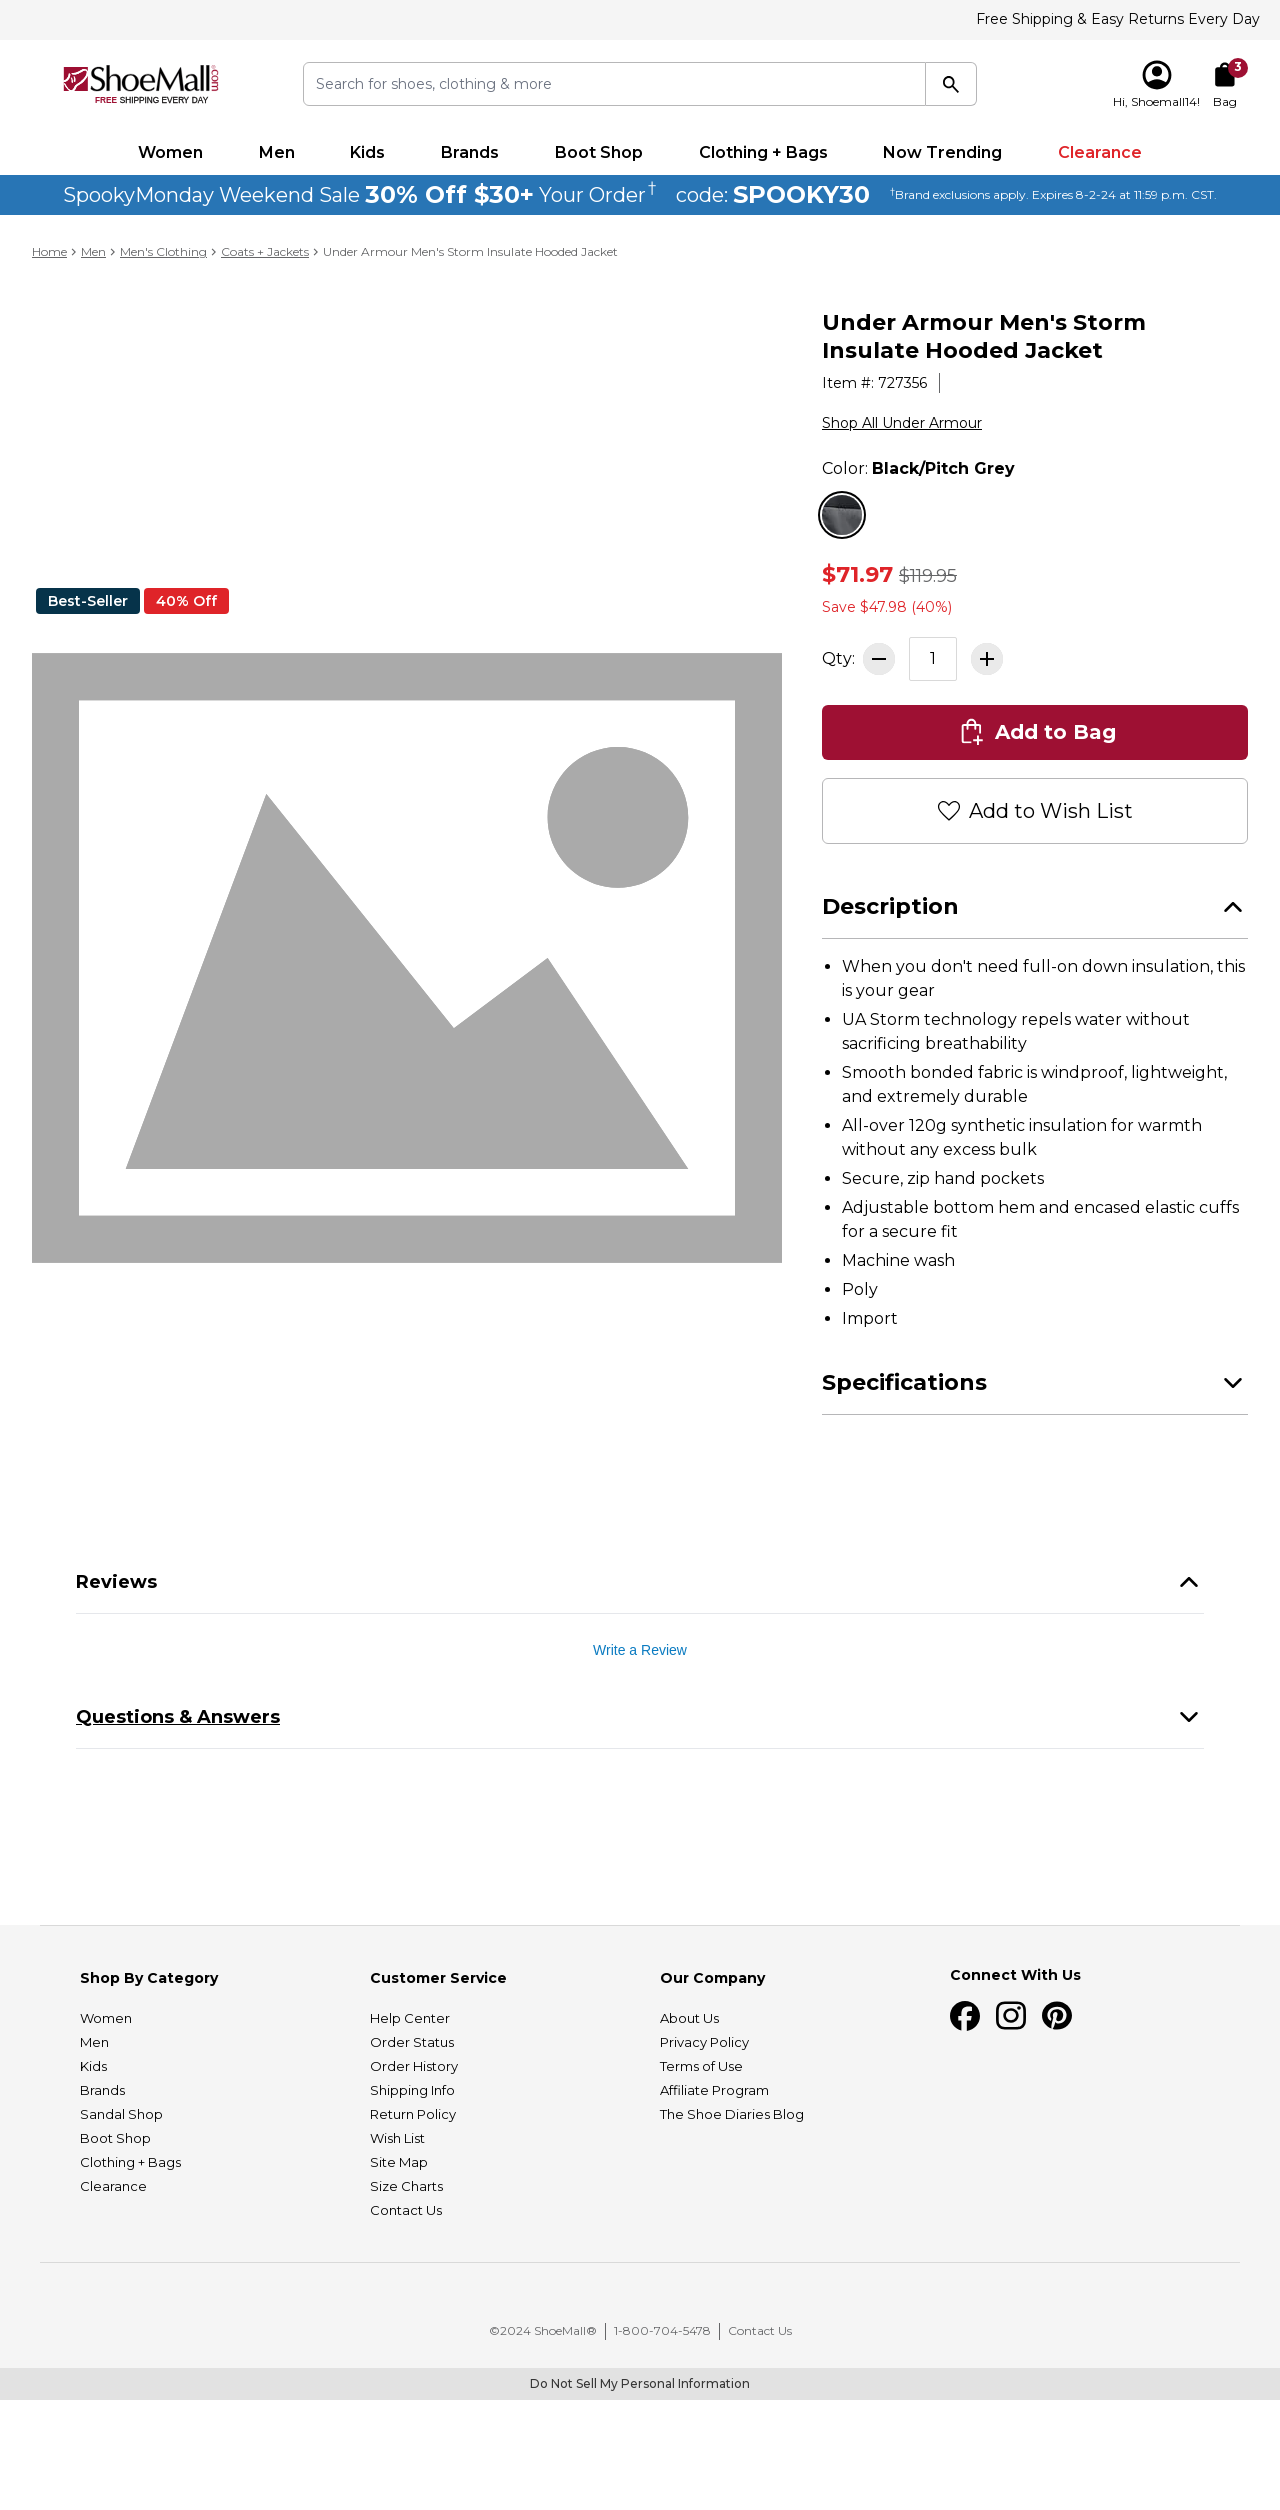 Free Shipping & Easy Returns Every Day
ShoeMall.com®
FREE SHIPPING EVERY DAY
Search for shoes, clothing & more
3
Hi, Shoemall14!
Bag
Women Men Kids Brands Boot Shop Clothing + Bags Now Trending Clearance
SpookyMonday Weekend Sale 30% Off $30+ Your Order† code: SPOOKY30 †Brand exclusions apply. Expires 8-2-24 at 11:59 p.m. CST.
Home > Men > Men's Clothing > Coats + Jackets > Under Armour Men's Storm Insulate Hooded Jacket
Best-Seller 40% Off
Under Armour Men's Storm
Insulate Hooded Jacket
Item #: 727356
Shop All Under Armour
Color: Black/Pitch Grey
$71.97 $119.95
Save $47.98 (40%)
Qty: 1
Add to Bag
Add to Wish List
Description
• When you don't need full-on down insulation, this
is your gear
• UA Storm technology repels water without
sacrificing breathability
• Smooth bonded fabric is windproof, lightweight,
and extremely durable
• All-over 120g synthetic insulation for warmth
without any excess bulk
• Secure, zip hand pockets
• Adjustable bottom hem and encased elastic cuffs
for a secure fit
• Machine wash
• Poly
• Import
Specifications
Reviews
Write a Review
Questions & Answers
Shop By Category
Women
Men
Kids
Brands
Sandal Shop
Boot Shop
Clothing + Bags
Clearance
Customer Service
Help Center
Order Status
Order History
Shipping Info
Return Policy
Wish List
Site Map
Size Charts
Contact Us
Our Company
About Us
Privacy Policy
Terms of Use
Affiliate Program
The Shoe Diaries Blog
Connect With Us
©2024 ShoeMall® | 1-800-704-5478 | Contact Us
Do Not Sell My Personal Information